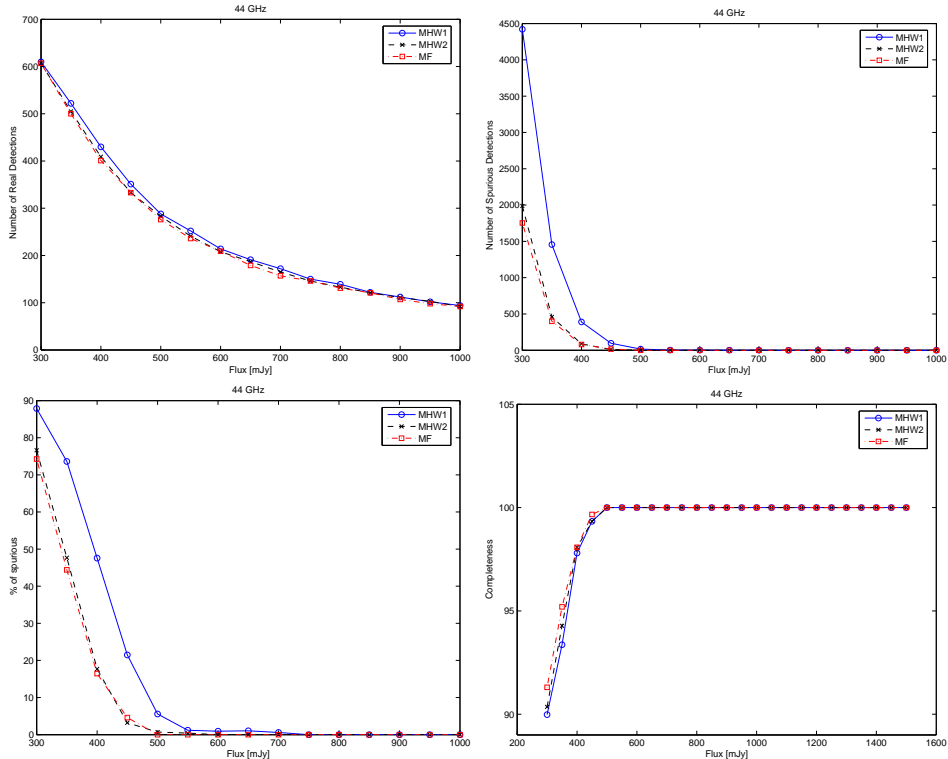 44 GHz
700
600
500
400
300
200
100
0
Number of Real Detections
300 400 500 600 700 800 900 1000
Flux [mJy]
MHW1
MHW2
MF
44 GHz
4500
4000
3500
3000
2500
2000
1500
1000
500
0
Number of Spurious Detections
300 400 500 600 700 800 900 1000
Flux [mJy]
MHW1
MHW2
MF
44 GHz
90
80
70
60
50
40
30
20
10
0
% of spurious
300 400 500 600 700 800 900 1000
Flux [mJy]
MHW1
MHW2
MF
44 GHz
105
100
95
90
Completeness
200 400 600 800 1000 1200 1400 1600
Flux [mJy]
MHW1
MHW2
MF